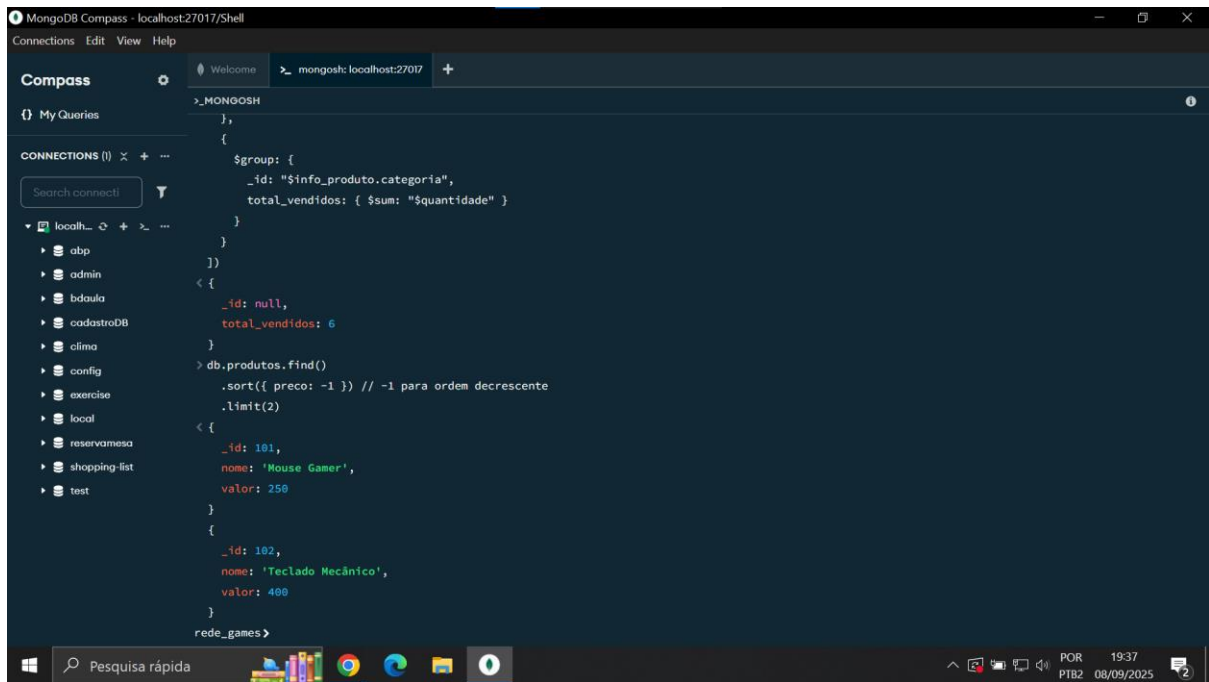 MongoDB Compass - localhost:27017/Shell
Connections Edit View Help
Compass
{} My Queries
CONNECTIONS (1)
Search connecti
localh...
abp
admin
bdaula
cadastroDB
clima
config
exercise
local
reservamesa
shopping-list
test
Welcome
>_ mongosh: localhost:27017 +
>_MONGOSH
},
{
$group: {
_id: "$info_produto.categoria",
total_vendidos: { $sum: "$quantidade" }
}
}
])
< {
_id: null,
total_vendidos: 6
}
> db.produtos.find()
.sort({ preco: -1 }) // -1 para ordem decrescente
.limit(2)
< {
_id: 101,
nome: 'Mouse Gamer',
valor: 250
}
{
_id: 102,
nome: 'Teclado Mecânico',
valor: 400
}
rede_games>
Pesquisa rápida
POR
PTB2
19:37
08/09/2025
2